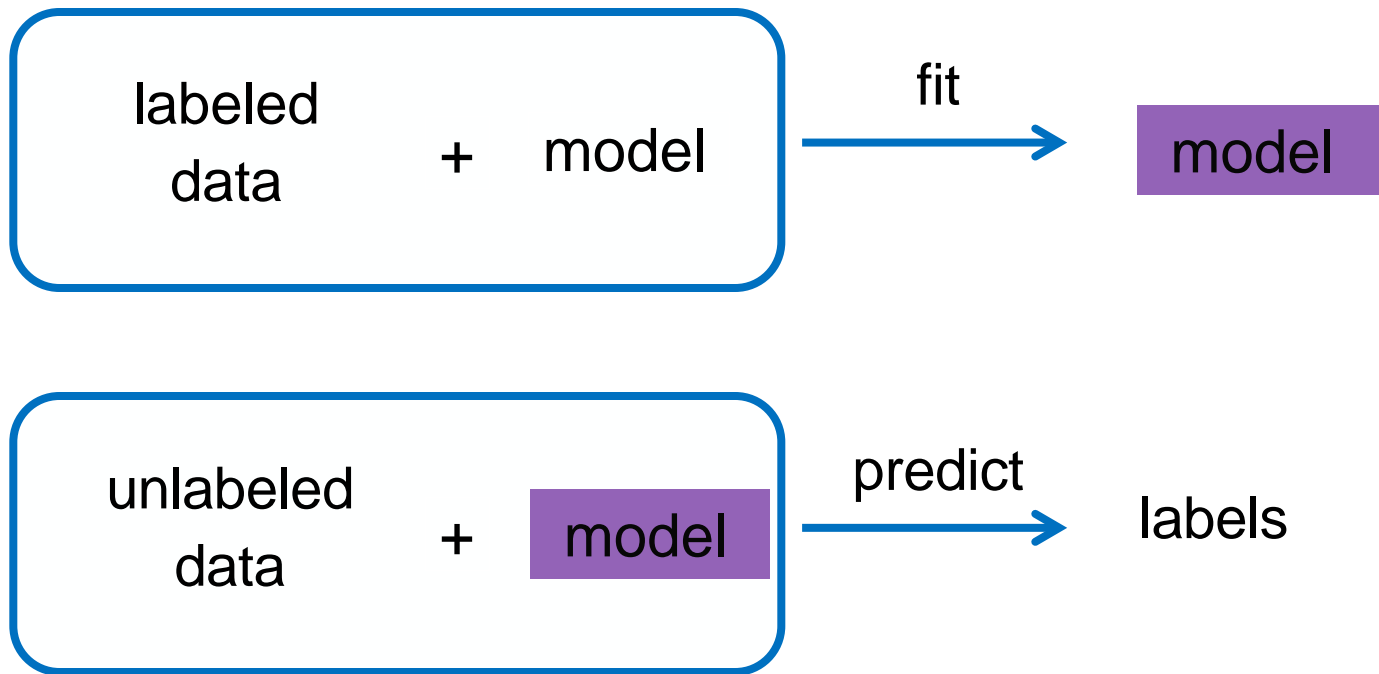 labeled
data
+
model
fit
model
unlabeled
data
+
model
predict
labels